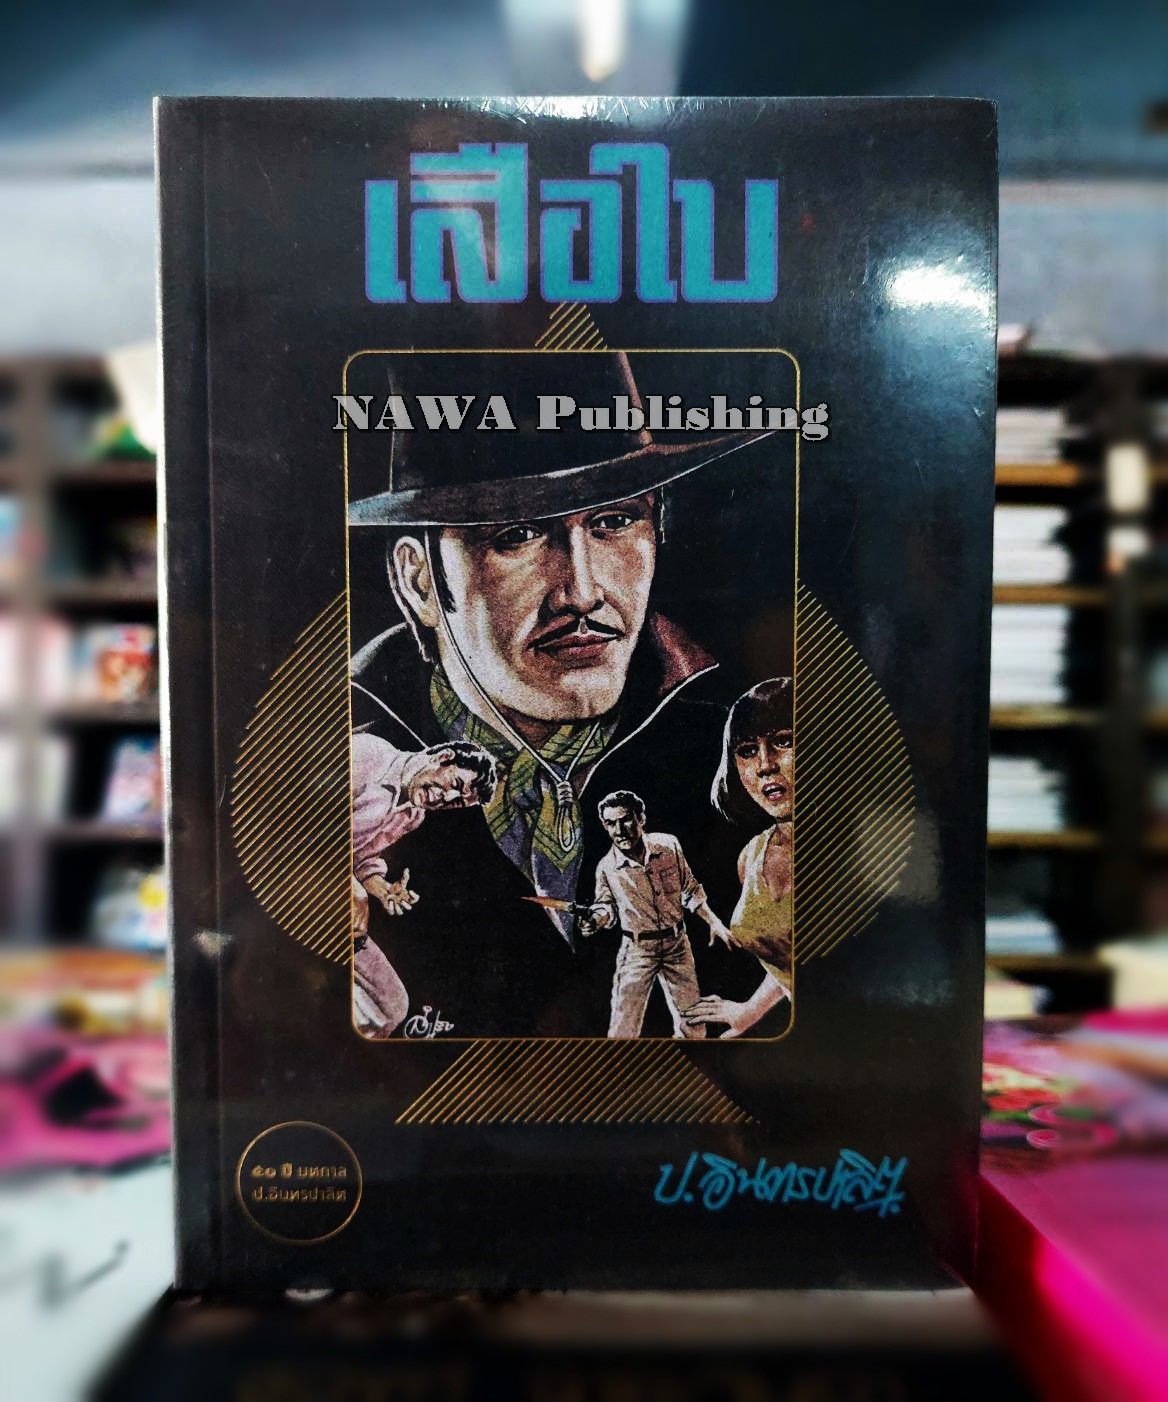 เสือใบ
NAWA Publishing
๕๐ ปี มหกาล
ป.อินทรปาลิต
ป. อินทรปาลิต.